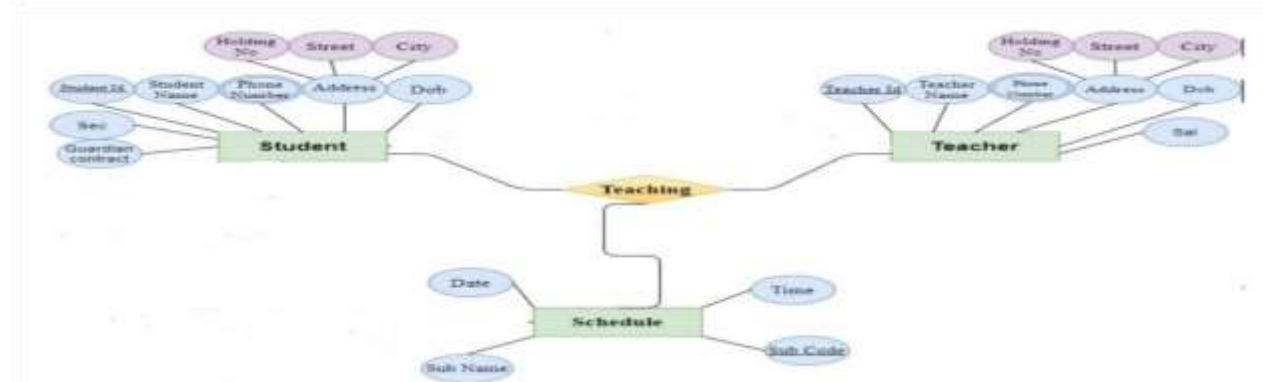 Holding No Street City
Student Id Student Name Phone Number Address Dob
Sec
Guardian contract
Student
Holding No Street City
Teacher Id Teacher Name Phone Number Address Dob
Sal
Teacher
Teaching
Date
Time
Schedule
Sub Name
Sub Code